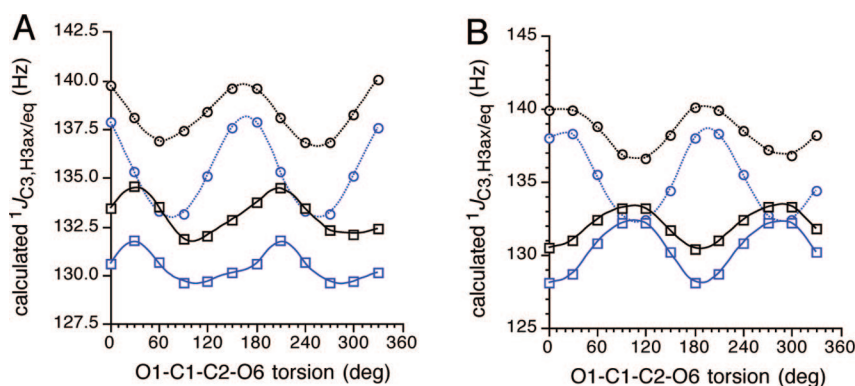 A
calculated ¹JC3,H3ax/eq (Hz)
142.5
140.0
137.5
135.0
132.5
130.0
127.5
0 60 120 180 240 300 360
O1-C1-C2-O6 torsion (deg)
B
calculated ¹JC3,H3ax/eq (Hz)
145
140
135
130
125
0 60 120 180 240 300 360
O1-C1-C2-O6 torsion (deg)